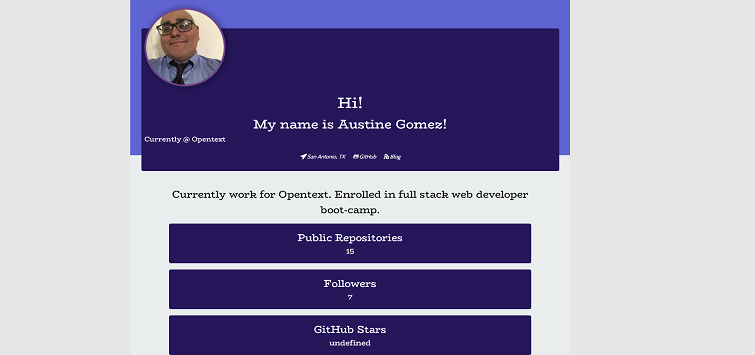 Hi!
My name is Austine Gomez!
Currently @ Opentext
San Antonio, TX GitHub Blog
Currently work for Opentext. Enrolled in full stack web developer
boot-camp.
Public Repositories
15
Followers
7
GitHub Stars
undefined